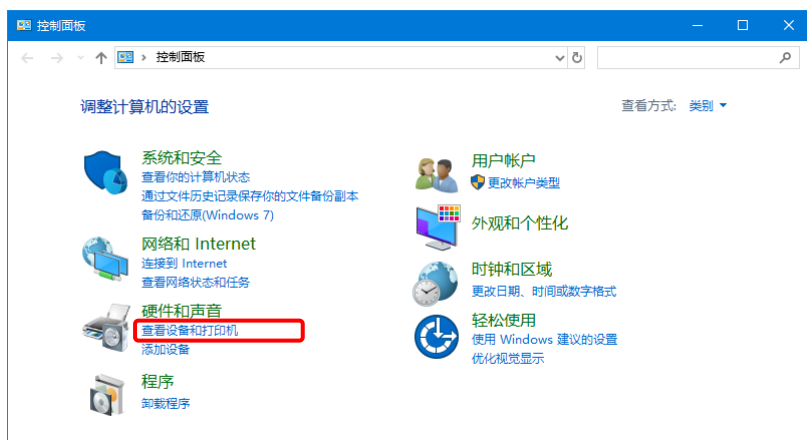 控制面板
控制面板
调整计算机的设置
查看方式: 类别
系统和安全
查看你的计算机状态
通过文件历史记录保存你的文件备份副本
备份和还原(Windows 7)
网络和 Internet
连接到 Internet
查看网络状态和任务
硬件和声音
查看设备和打印机
添加设备
程序
卸载程序
用户帐户
更改帐户类型
外观和个性化
时钟和区域
更改日期、时间或数字格式
轻松使用
使用 Windows 建议的设置
优化视觉显示